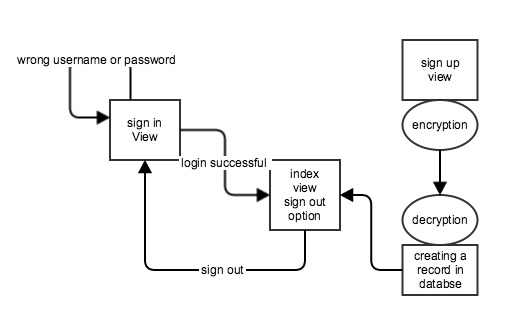 wrong username or password
sign in
View
login successful
index
view
sign out
option
sign out
sign up
view
encryption
decryption
creating a
record in
databse